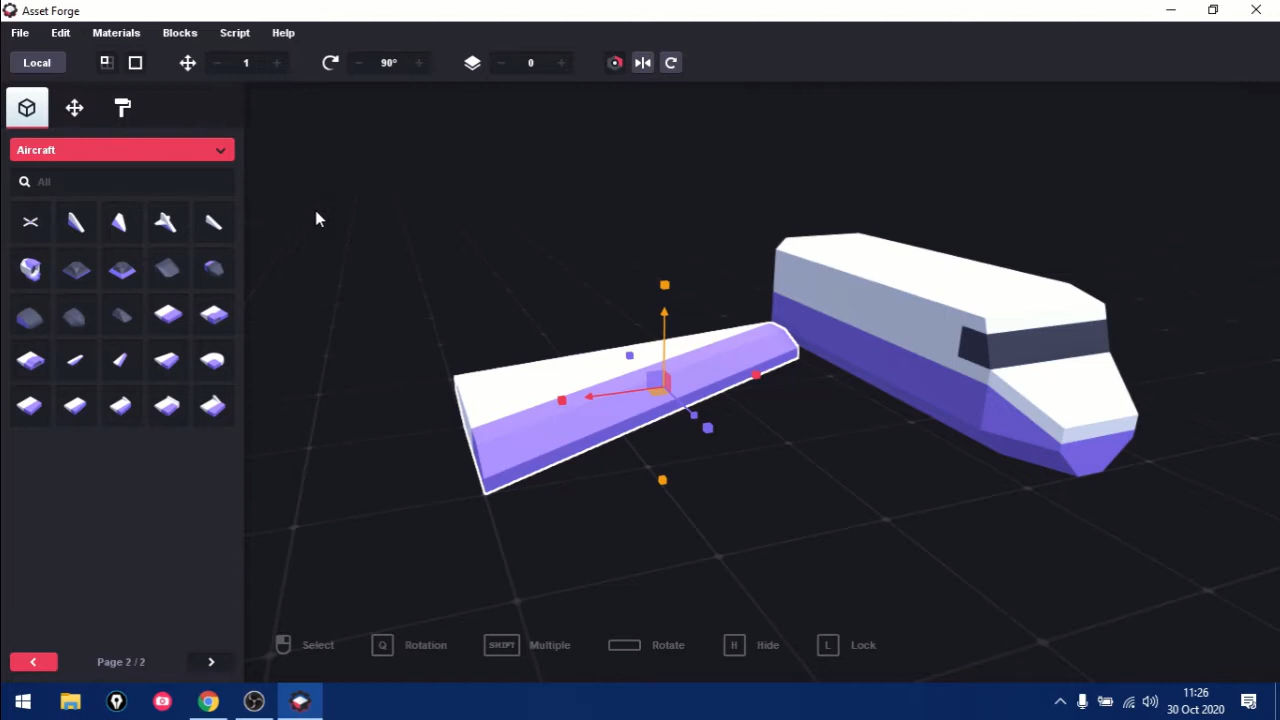 Asset Forge
File Edit Materials Blocks Script Help
Local 1 90° 0
Aircraft
All
Select Q Rotation SHIFT Multiple Rotate H Hide L Lock
Page 2 / 2
11:26
30 Oct 2020